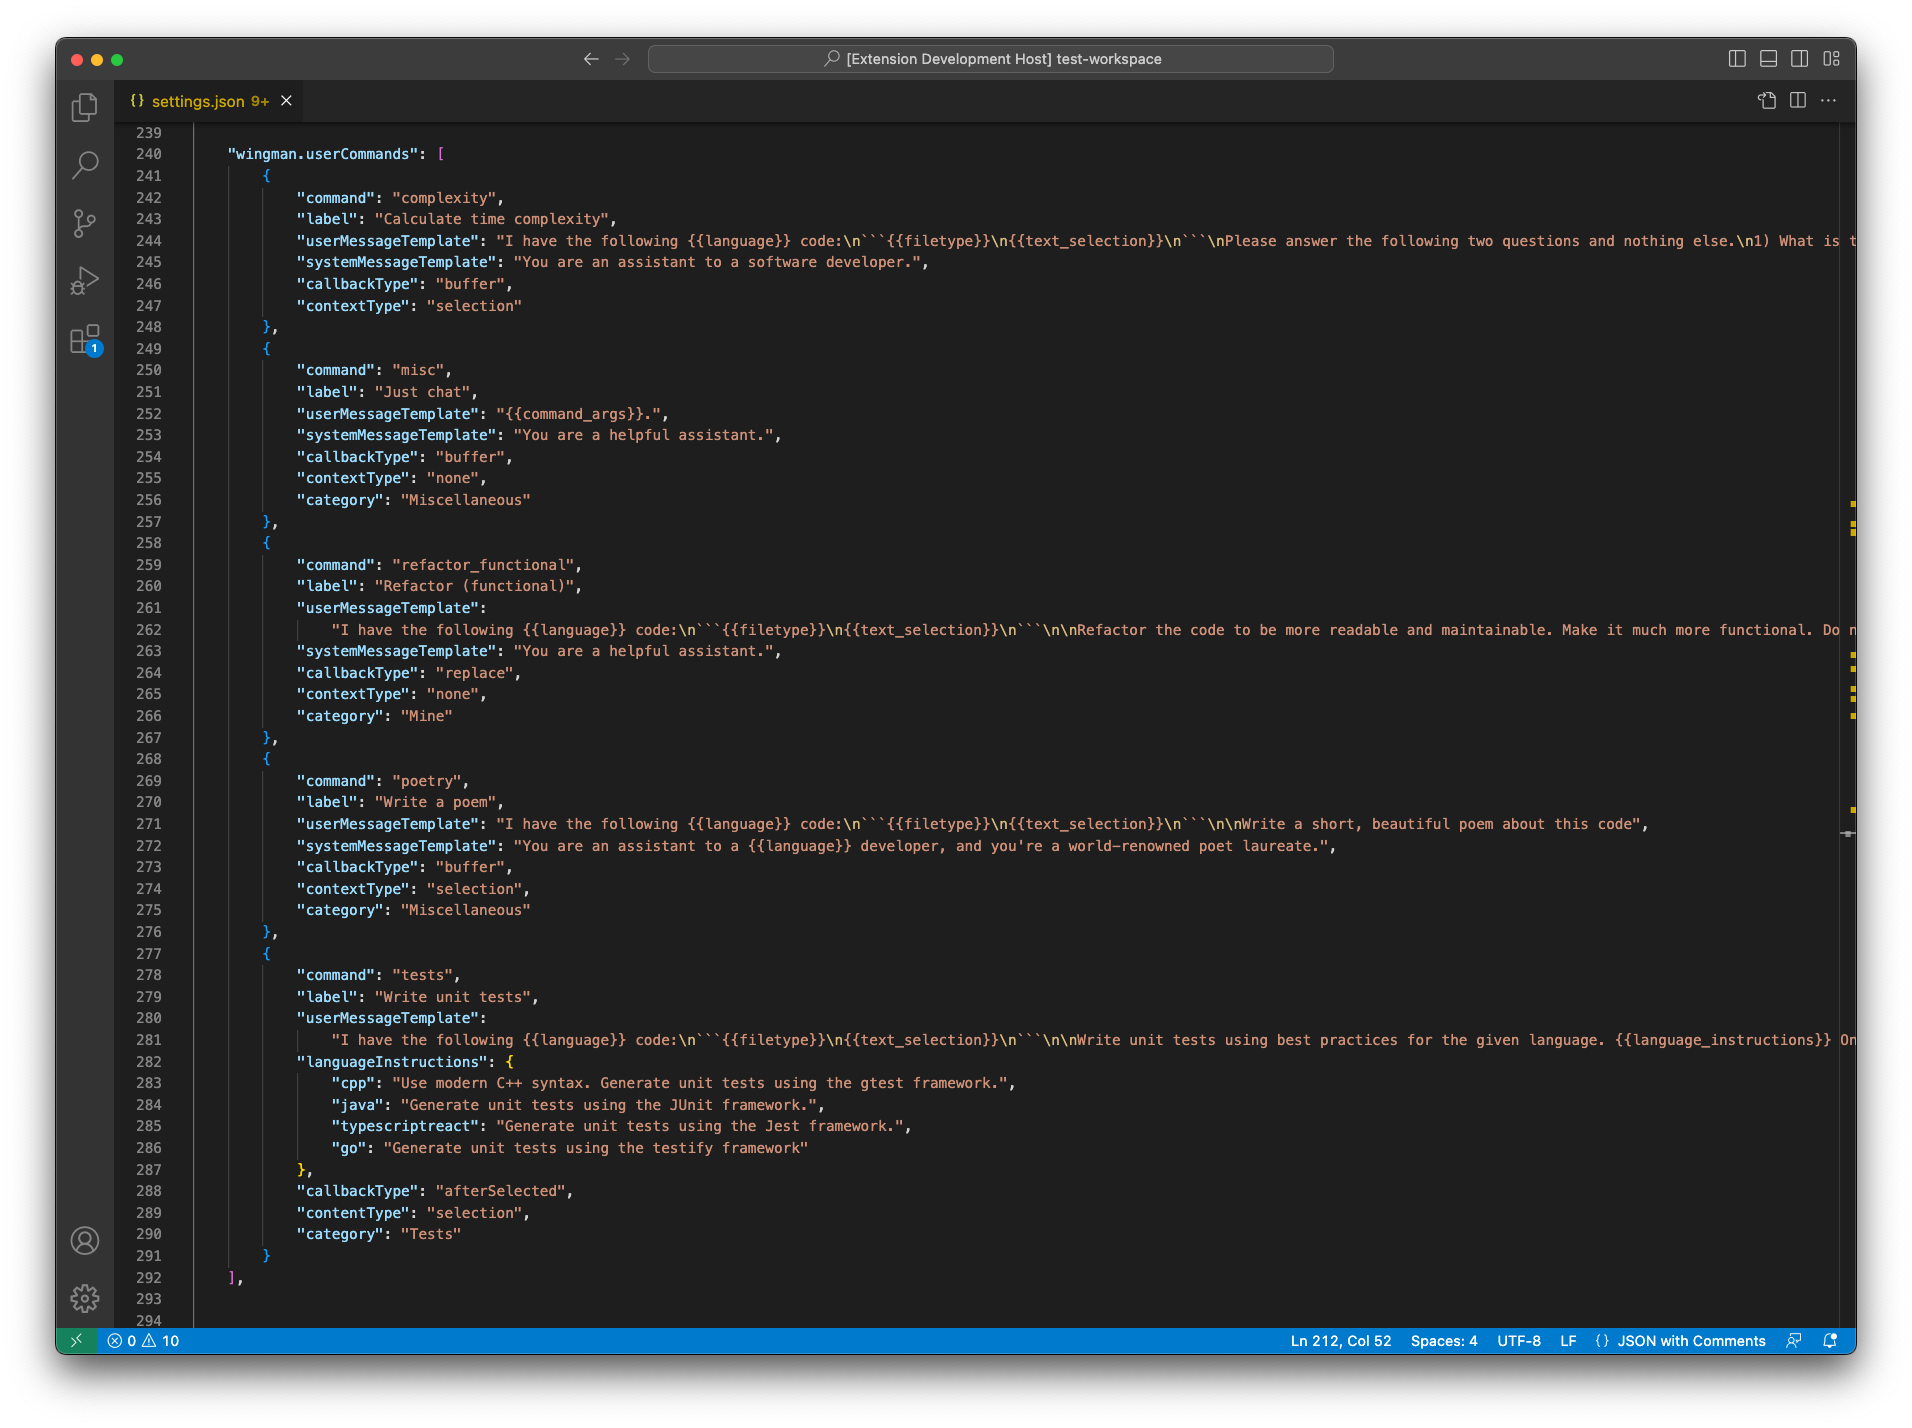 [Extension Development Host] test-workspace
{} settings.json 9+
239
240 "wingman.userCommands": [
241 {
242 "command": "complexity",
243 "label": "Calculate time complexity",
244 "userMessageTemplate": "I have the following {{language}} code:\n```{{filetype}}\n{{text_selection}}\n```\nPlease answer the following two questions and nothing else.\n1) What is t
245 "systemMessageTemplate": "You are an assistant to a software developer.",
246 "callbackType": "buffer",
247 "contextType": "selection"
248 },
249 {
250 "command": "misc",
251 "label": "Just chat",
252 "userMessageTemplate": "{{command_args}}.",
253 "systemMessageTemplate": "You are a helpful assistant.",
254 "callbackType": "buffer",
255 "contextType": "none",
256 "category": "Miscellaneous"
257 },
258 {
259 "command": "refactor_functional",
260 "label": "Refactor (functional)",
261 "userMessageTemplate":
262 "I have the following {{language}} code:\n```{{filetype}}\n{{text_selection}}\n```\n\nRefactor the code to be more readable and maintainable. Make it much more functional. Do n
263 "systemMessageTemplate": "You are a helpful assistant.",
264 "callbackType": "replace",
265 "contextType": "none",
266 "category": "Mine"
267 },
268 {
269 "command": "poetry",
270 "label": "Write a poem",
271 "userMessageTemplate": "I have the following {{language}} code:\n```{{filetype}}\n{{text_selection}}\n```\n\nWrite a short, beautiful poem about this code",
272 "systemMessageTemplate": "You are an assistant to a {{language}} developer, and you're a world-renowned poet laureate.",
273 "callbackType": "buffer",
274 "contextType": "selection",
275 "category": "Miscellaneous"
276 },
277 {
278 "command": "tests",
279 "label": "Write unit tests",
280 "userMessageTemplate":
281 "I have the following {{language}} code:\n```{{filetype}}\n{{text_selection}}\n```\n\nWrite unit tests using best practices for the given language. {{language_instructions}} On
282 "languageInstructions": {
283 "cpp": "Use modern C++ syntax. Generate unit tests using the gtest framework.",
284 "java": "Generate unit tests using the JUnit framework.",
285 "typescriptreact": "Generate unit tests using the Jest framework.",
286 "go": "Generate unit tests using the testify framework"
287 },
288 "callbackType": "afterSelected",
289 "contentType": "selection",
290 "category": "Tests"
291 }
292 ],
293
294
1
0 10 Ln 212, Col 52 Spaces: 4 UTF-8 LF {} JSON with Comments